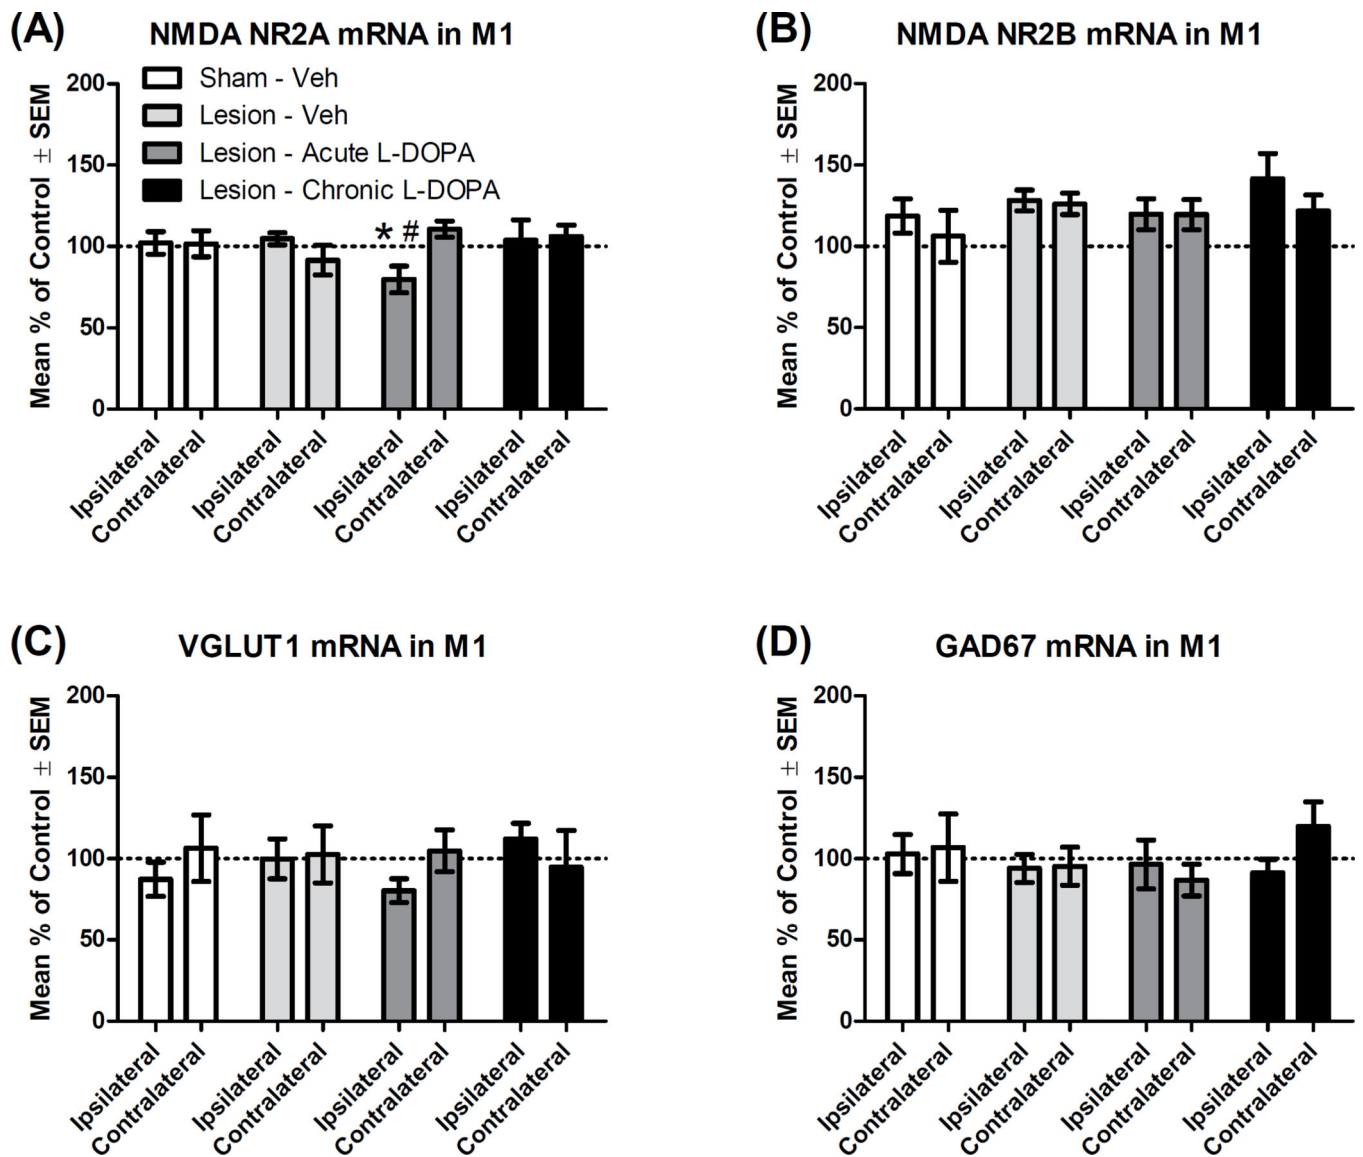 (A)
NMDA NR2A mRNA in M1
Mean % of Control ± SEM
200
150
100
50
0
Sham - Veh
Lesion - Veh
Lesion - Acute L-DOPA
Lesion - Chronic L-DOPA
* #
Ipsilateral
Contralateral
Ipsilateral
Contralateral
Ipsilateral
Contralateral
Ipsilateral
Contralateral
(B)
NMDA NR2B mRNA in M1
Mean % of Control ± SEM
200
150
100
50
0
Ipsilateral
Contralateral
Ipsilateral
Contralateral
Ipsilateral
Contralateral
Ipsilateral
Contralateral
(C)
VGLUT1 mRNA in M1
Mean % of Control ± SEM
200
150
100
50
0
Ipsilateral
Contralateral
Ipsilateral
Contralateral
Ipsilateral
Contralateral
Ipsilateral
Contralateral
(D)
GAD67 mRNA in M1
Mean % of Control ± SEM
200
150
100
50
0
Ipsilateral
Contralateral
Ipsilateral
Contralateral
Ipsilateral
Contralateral
Ipsilateral
Contralateral